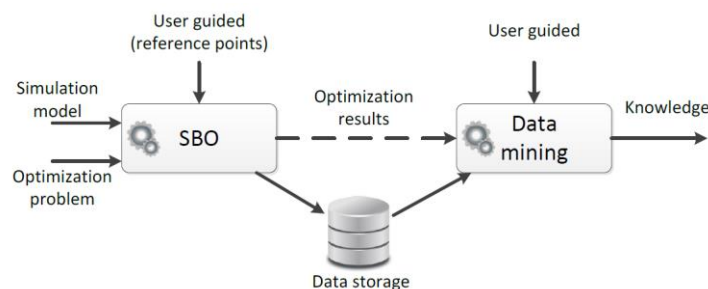 User guided
(reference points)
User guided
Simulation
model
Optimization
results
Knowledge
SBO
Data
mining
Optimization
problem
Data storage